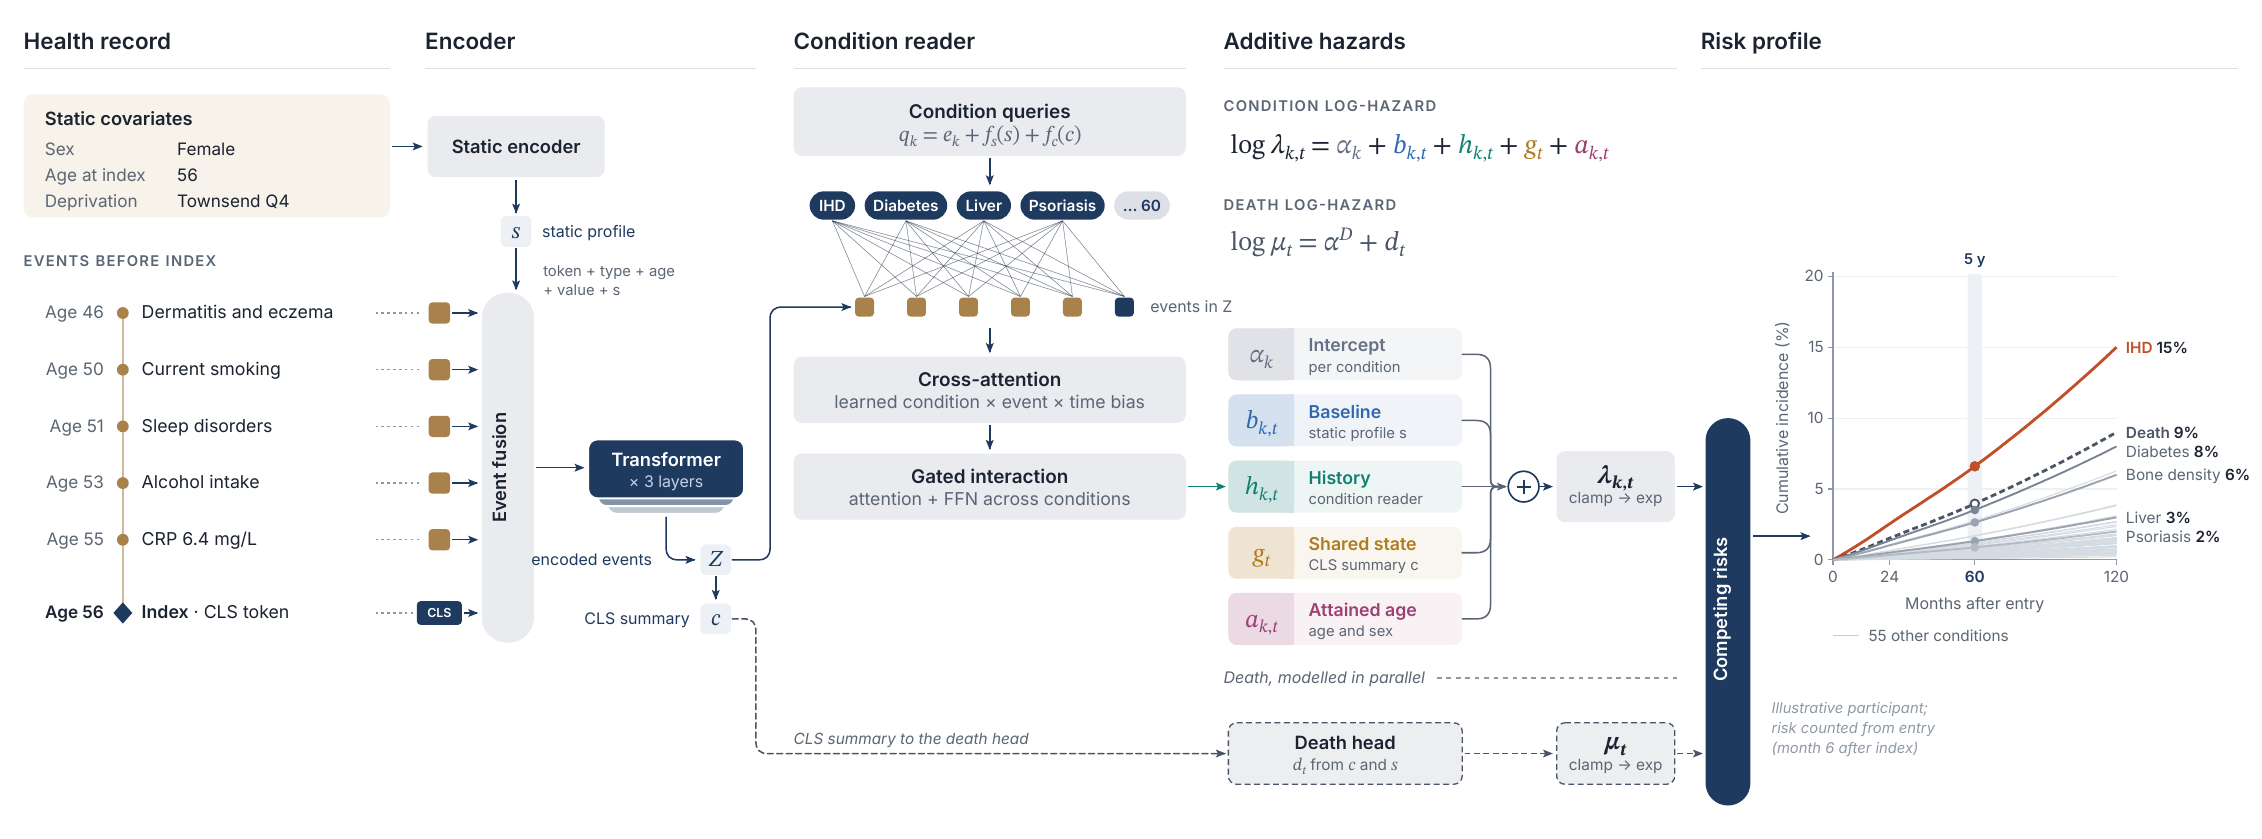 Health record
Static covariates
Sex Female
Age at index 56
Deprivation Townsend Q4
EVENTS BEFORE INDEX
Age 46 Dermatitis and eczema
Age 50 Current smoking
Age 51 Sleep disorders
Age 53 Alcohol intake
Age 55 CRP 6.4 mg/L
Age 56 Index · CLS token
Encoder
Static encoder
s static profile
token + type + age
+ value + s
CLS
Event fusion
Transformer
× 3 layers
encoded events Z
CLS summary c
Condition reader
Condition queries
q_k = e_k + f_s(s) + f_c(c)
IHD Diabetes Liver Psoriasis ... 60
events in Z
Cross-attention
learned condition × event × time bias
Gated interaction
attention + FFN across conditions
CLS summary to the death head
Additive hazards
CONDITION LOG-HAZARD
log λ_{k,t} = α_k + b_{k,t} + h_{k,t} + g_t + a_{k,t}
DEATH LOG-HAZARD
log μ_t = α^D + d_t
α_k Intercept
per condition
b_{k,t} Baseline
static profile s
h_{k,t} History
condition reader
g_t Shared state
CLS summary c
a_{k,t} Attained age
age and sex
+
λ_{k,t}
clamp → exp
Death, modelled in parallel
Death head
d_t from c and s
μ_t
clamp → exp
Risk profile
Competing risks
5 y
Cumulative incidence (%)
20
15
10
5
0
0 24 60 120
Months after entry
IHD 15%
Death 9%
Diabetes 8%
Bone density 6%
Liver 3%
Psoriasis 2%
55 other conditions
Illustrative participant;
risk counted from entry
(month 6 after index)